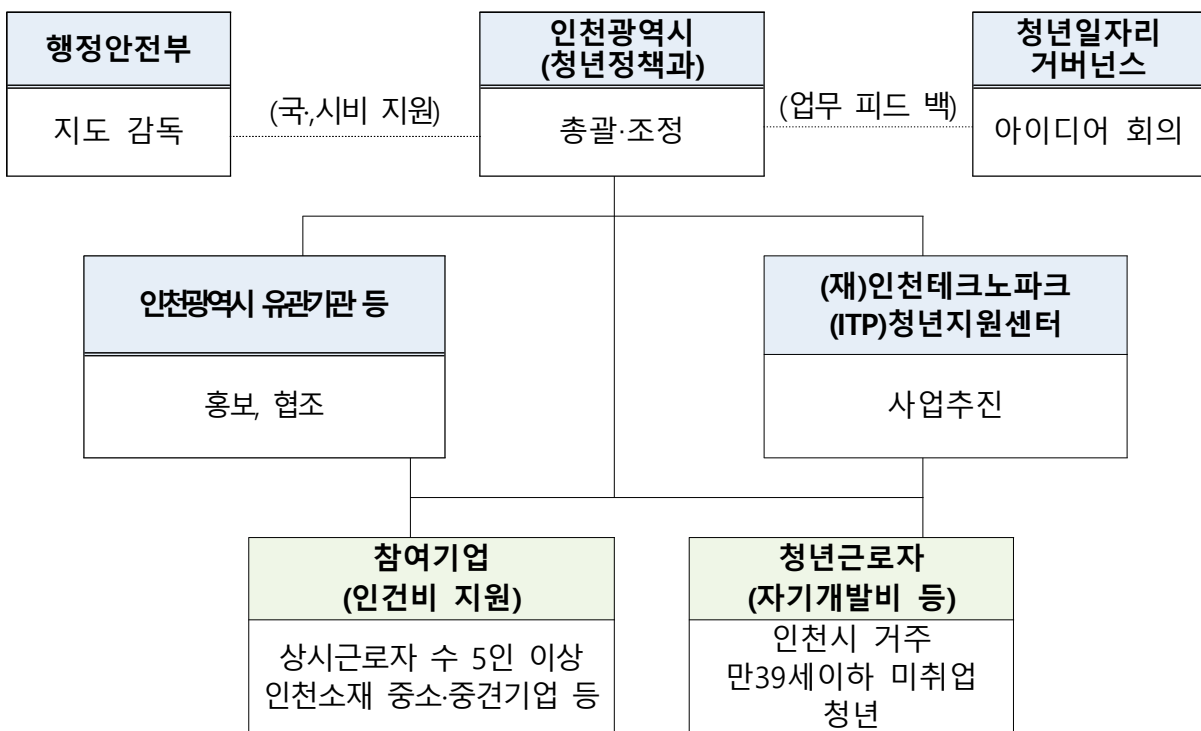 행정안전부
지도 감독
(국·,시비 지원)
인천광역시
(청년정책과)
총괄·조정
(업무 피드 백)
청년일자리
거버넌스
아이디어 회의
인천광역시 유관기관 등
홍보, 협조
(재)인천테크노파크
(ITP)청년지원센터
사업추진
참여기업
(인건비 지원)
상시근로자 수 5인 이상
인천소재 중소·중견기업 등
청년근로자
(자기개발비 등)
인천시 거주
만39세이하 미취업
청년